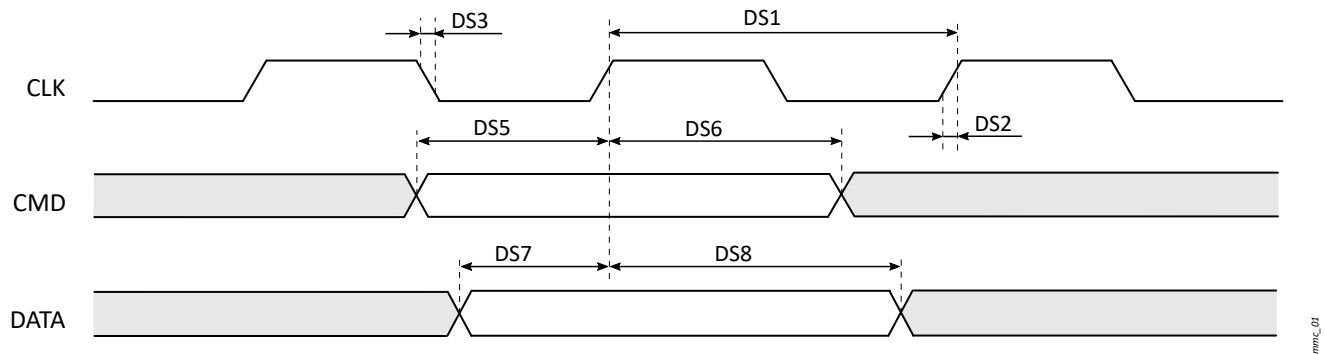 DS3
DS1
CLK
DS2
DS5
DS6
CMD
DS7
DS8
DATA
mmc_01